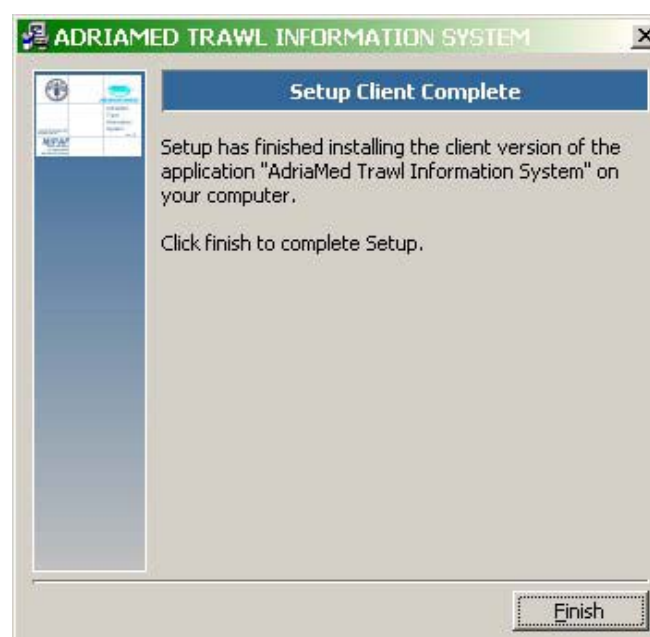 ADRIAMED TRAWL INFORMATION SYSTEM
Setup Client Complete
Setup has finished installing the client version of the
application "AdriaMed Trawl Information System" on
your computer.
Click finish to complete Setup.
Finish